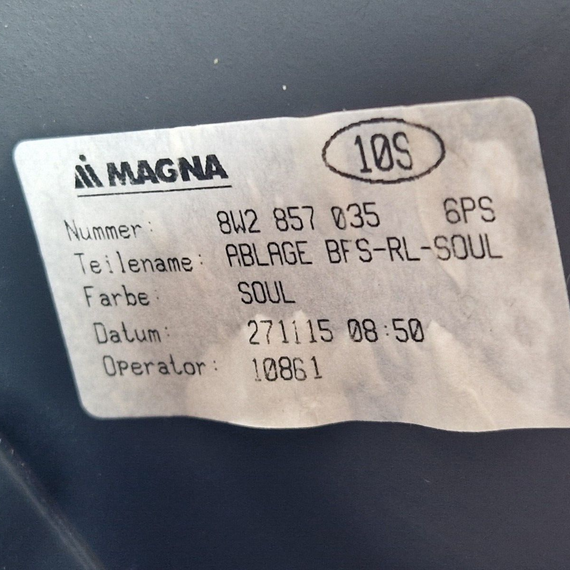 MAGNA
10S
Nummer: 8W2 857 035 6PS
Teilename: ABLAGE BFS-RL-SOUL
Farbe: SOUL
Datum: 271115 08:50
Operator: 10861